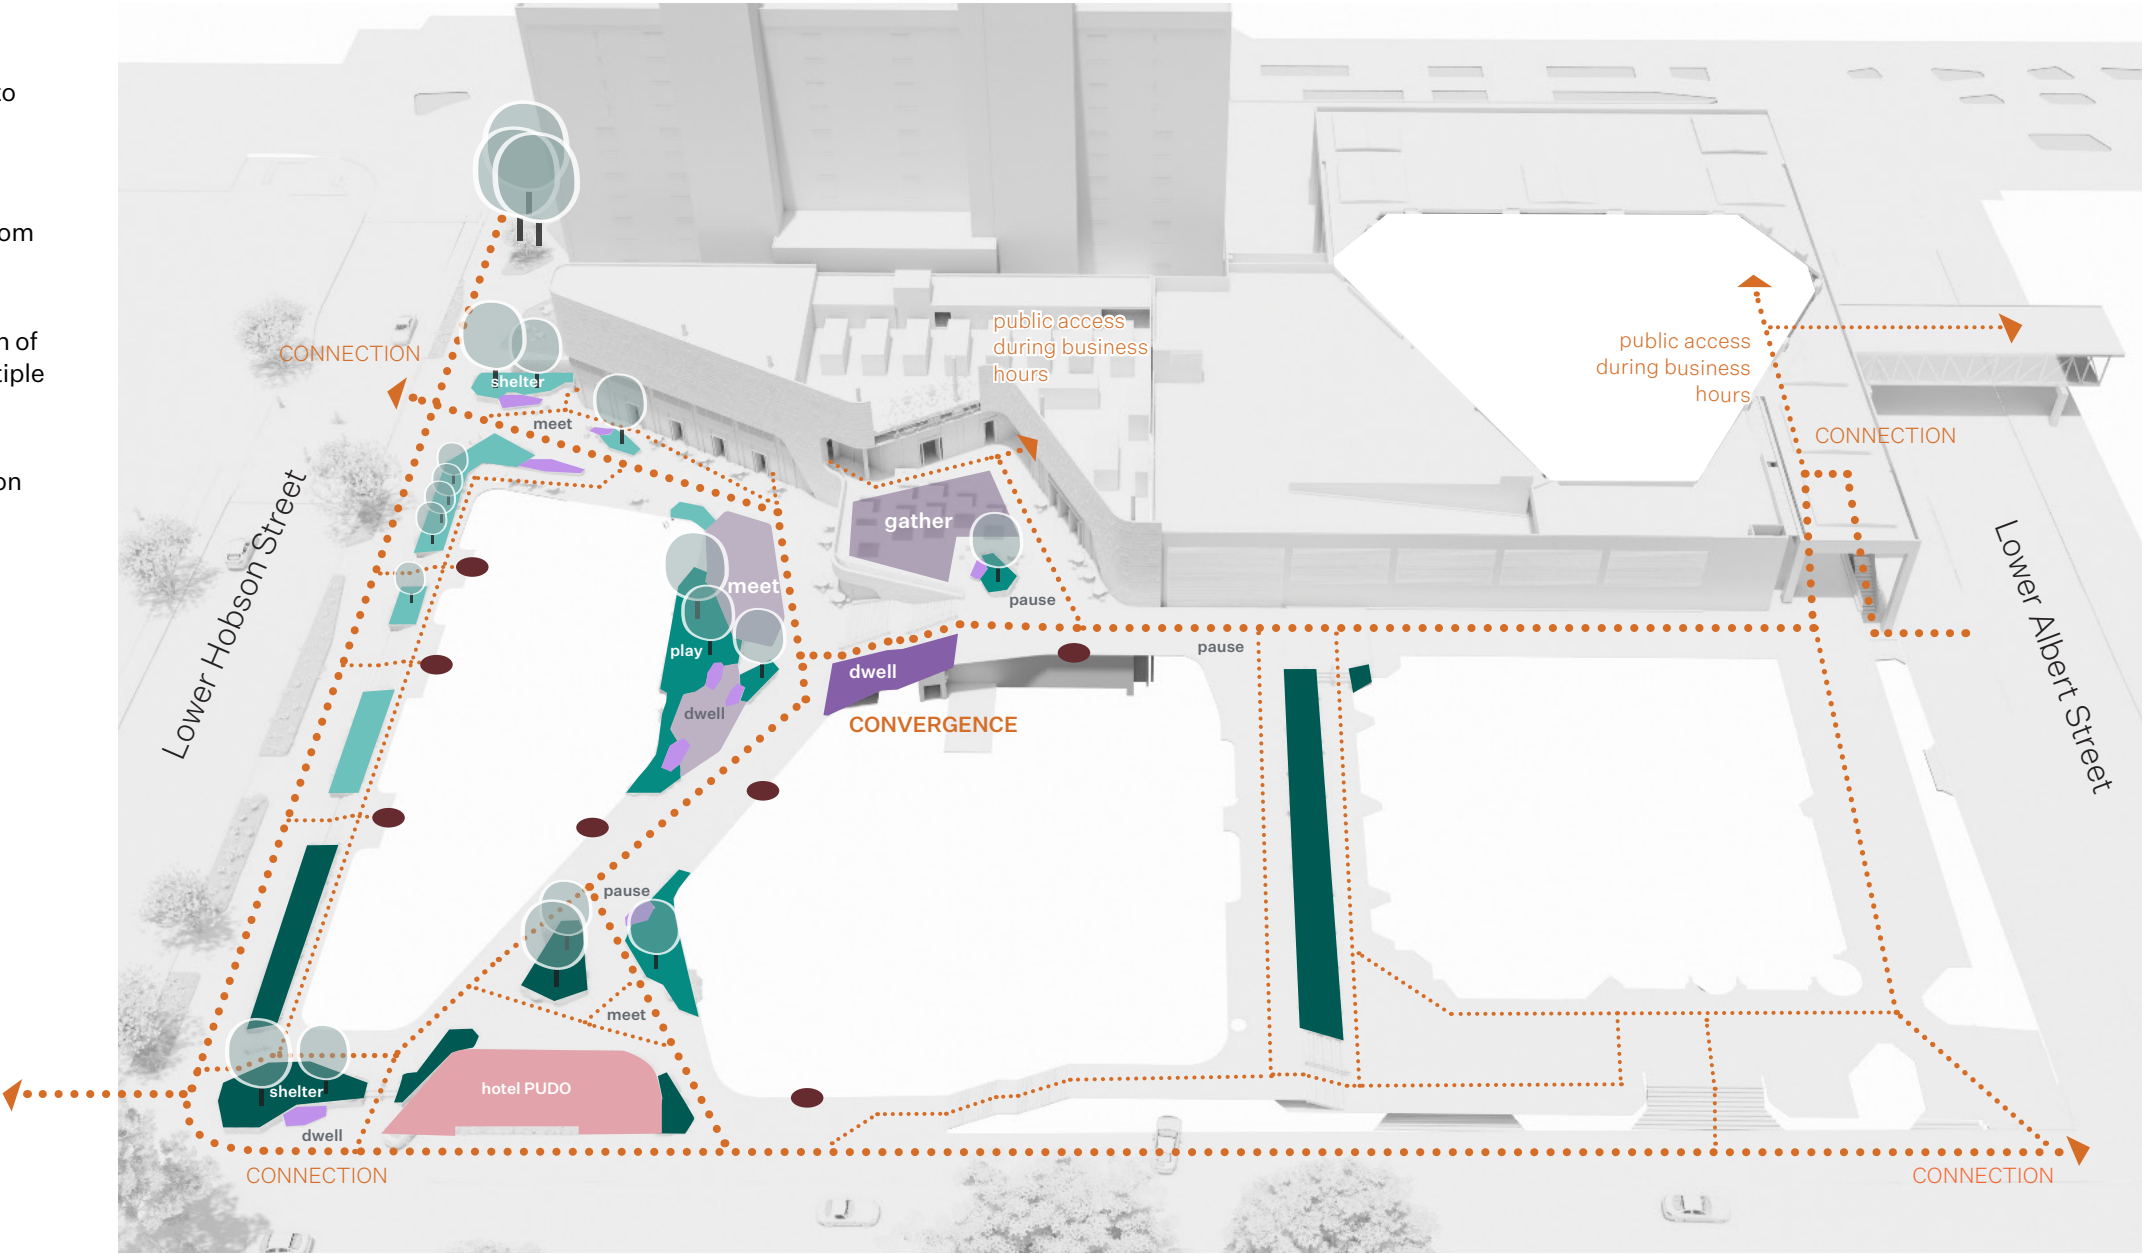 to
om
n of
tiple
on
CONNECTION
shelter
meet
public access
during business
hours
public access
during business
hours
CONNECTION
Lower Hobson Street
Lower Albert Street
gather
meet
pause
play
pause
dwell
dwell
CONVERGENCE
pause
meet
hotel PUDO
shelter
dwell
CONNECTION
CONNECTION